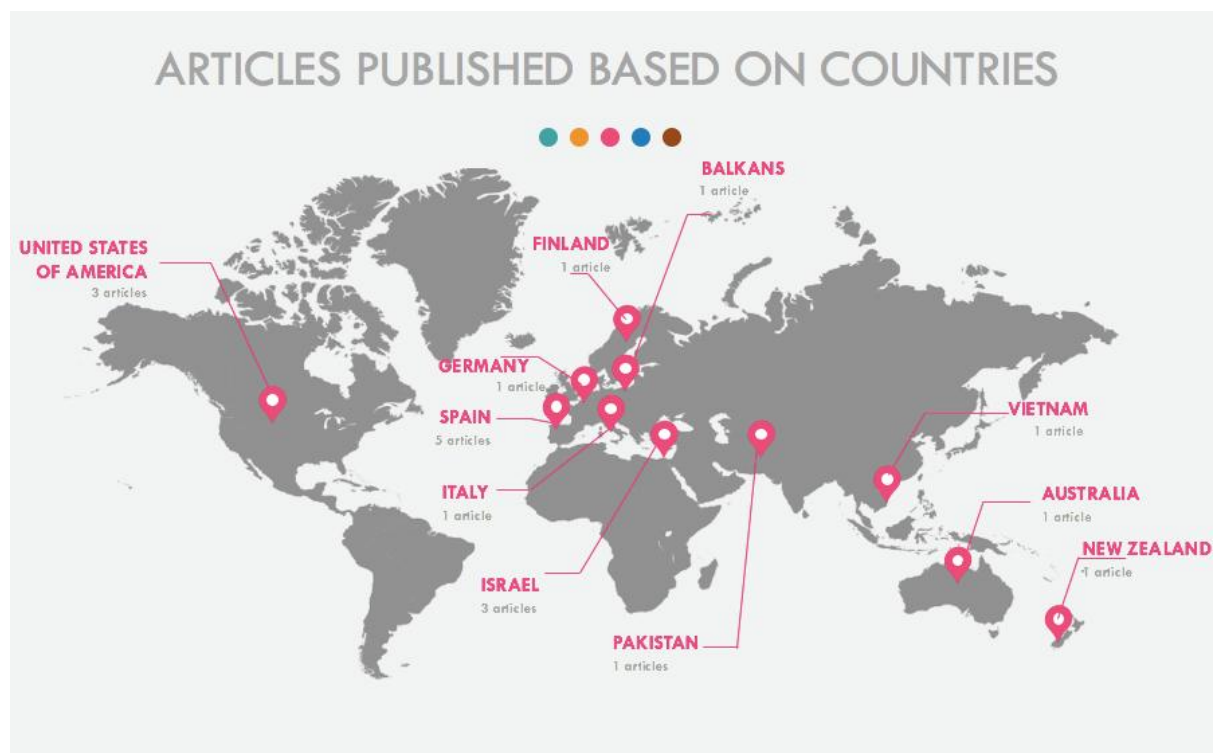 ARTICLES PUBLISHED BASED ON COUNTRIES
BALKANS
1 article
UNITED STATES
OF AMERICA
3 articles
FINLAND
1 article
GERMANY
1 article
SPAIN
5 articles
VIETNAM
1 article
ITALY
1 article
AUSTRALIA
1 article
NEW ZEALAND
1 article
ISRAEL
3 articles
PAKISTAN
1 articles